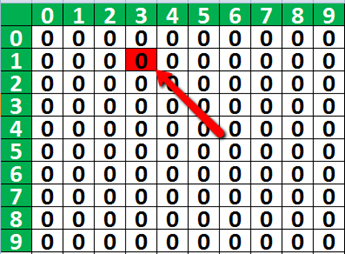 0 1 2 3 4 5 6 7 8 9
0 0 0 0 0 0 0 0 0 0 0
1 0 0 0 0 0 0 0 0 0 0
2 0 0 0 0 0 0 0 0 0 0
3 0 0 0 0 0 0 0 0 0 0
4 0 0 0 0 0 0 0 0 0 0
5 0 0 0 0 0 0 0 0 0 0
6 0 0 0 0 0 0 0 0 0 0
7 0 0 0 0 0 0 0 0 0 0
8 0 0 0 0 0 0 0 0 0 0
9 0 0 0 0 0 0 0 0 0 0